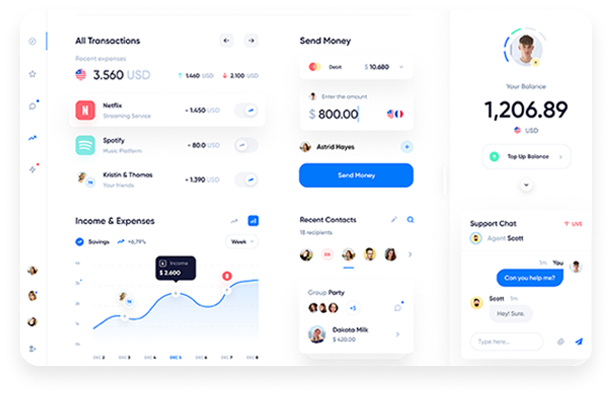 All Transactions
Recent expenses
3.560 USD
1.460 USD
2.100 USD
Netflix
Streaming Service
- 1.450 USD
Spotify
Music Platform
- 80.0 USD
Kristin & Thomas
Your friends
- 1.390 USD
Income & Expenses
Savings
+6,79%
Week
Income
$ 2.600
DEC 2
DEC 3
DEC 4
DEC 5
DEC 6
DEC 7
DEC 8
Send Money
Debit
$ 10.680
Enter the amount
$ 800.00
Astrid Hayes
Send Money
Recent Contacts
18 recipients
Group Party
+5
Dakota Milk
$ 420.00
Your Balance
1,206.89
USD
Top Up Balance
Support Chat
LIVE
Agent Scott
1m
You
Can you help me?
Scott
1m
Hey! Sure.
Type here...